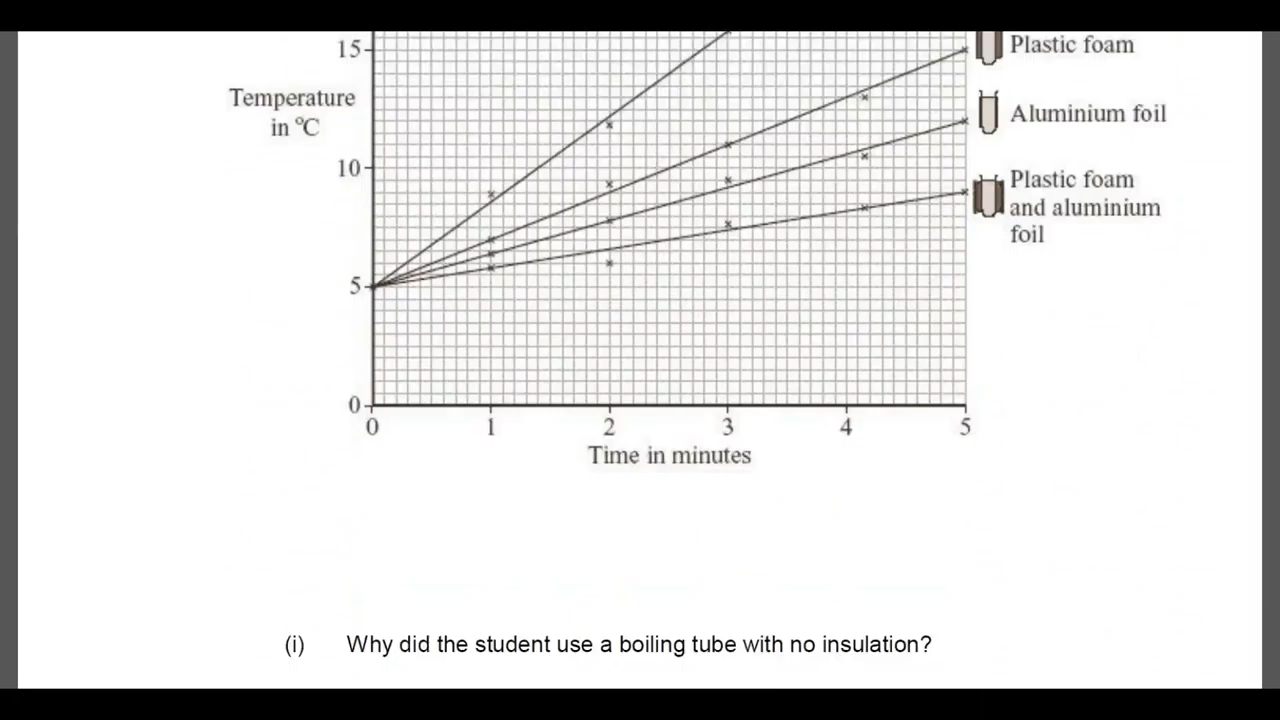 15
Plastic foam
Temperature
in ºC
Aluminium foil
10
Plastic foam
and aluminium
foil
5
0
0 1 2 3 4 5
Time in minutes
(i) Why did the student use a boiling tube with no insulation?